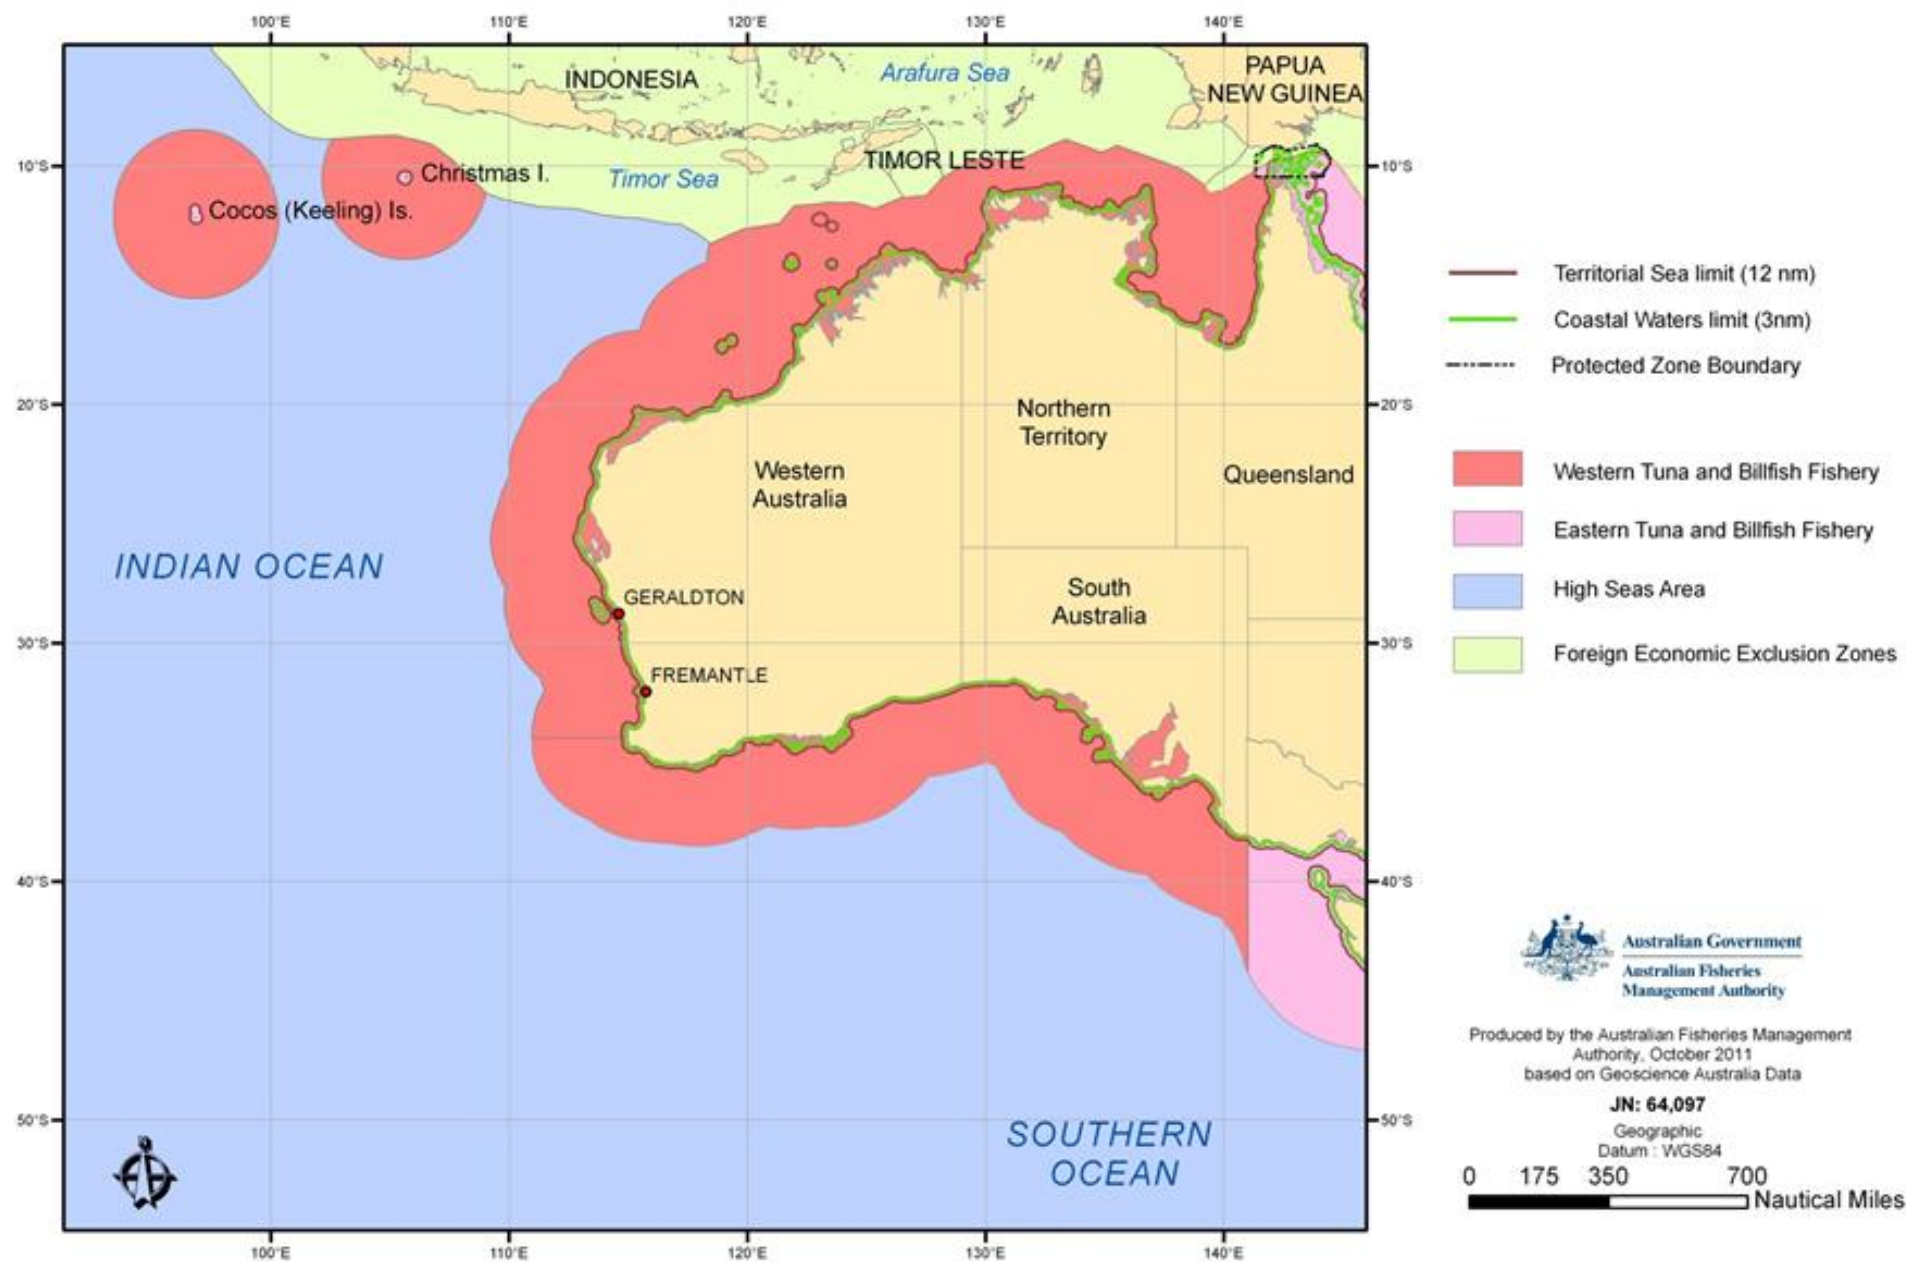 100°E 110°E 120°E 130°E 140°E
INDONESIA
Arafura Sea
PAPUA
NEW GUINEA
10°S
Christmas I.
Timor Sea
TIMOR LESTE
10°S
Cocos (Keeling) Is.
20°S
Northern
Territory
20°S
Western
Australia
Queensland
INDIAN OCEAN
GERALDTON
South
Australia
30°S
FREMANTLE
30°S
40°S
40°S
50°S
SOUTHERN
OCEAN
50°S
100°E 110°E 120°E 130°E 140°E
Territorial Sea limit (12 nm)
Coastal Waters limit (3nm)
Protected Zone Boundary
Western Tuna and Billfish Fishery
Eastern Tuna and Billfish Fishery
High Seas Area
Foreign Economic Exclusion Zones
Australian Government
Australian Fisheries
Management Authority
Produced by the Australian Fisheries Management
Authority, October 2011
based on Geoscience Australia Data
JN: 64,097
Geographic
Datum : WGS84
0 175 350 700
Nautical Miles